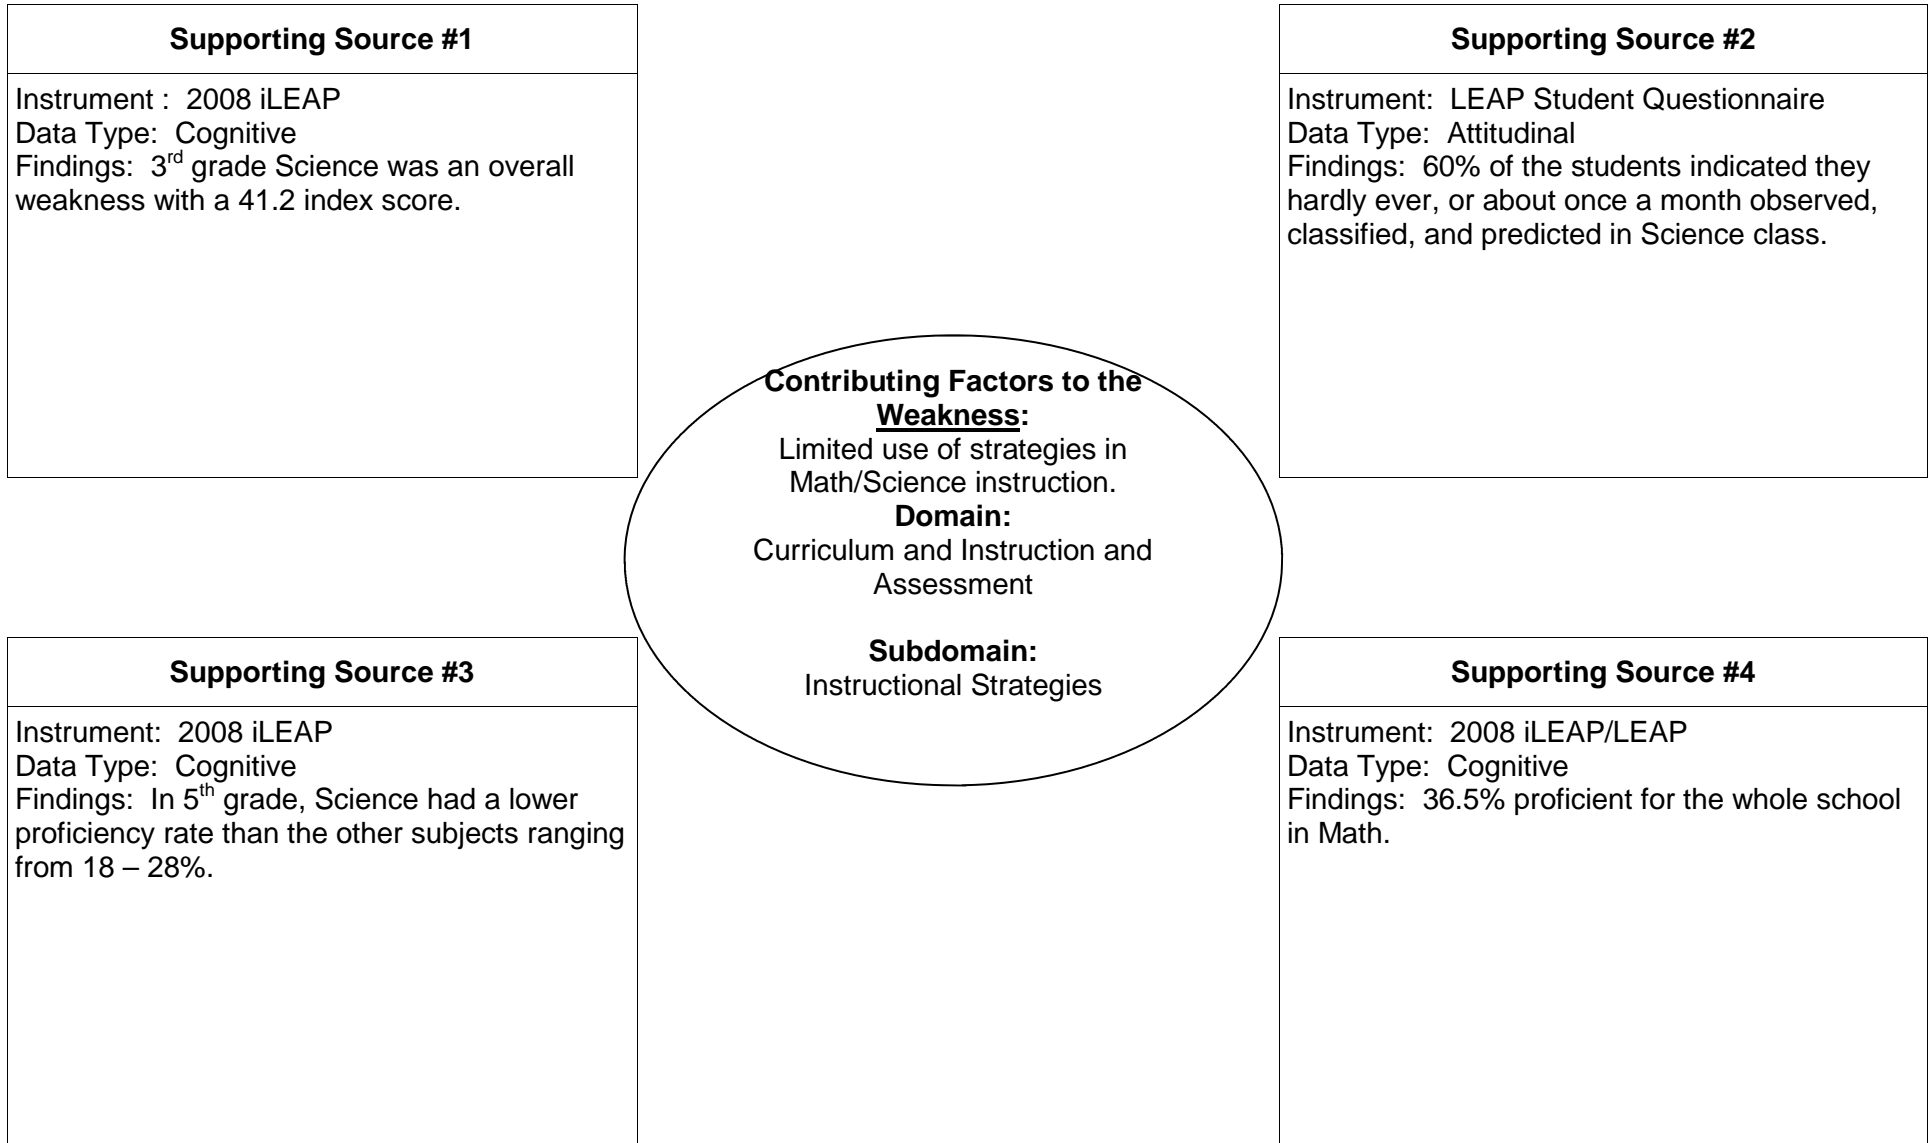 Supporting Source #1
Instrument :  2008 iLEAP
Data Type:  Cognitive
Findings:  3rd grade Science was an overall
weakness with a 41.2 index score.
Supporting Source #2
Instrument:  LEAP Student Questionnaire
Data Type:  Attitudinal
Findings:  60% of the students indicated they
hardly ever, or about once a month observed,
classified, and predicted in Science class.
Contributing Factors to the
Weakness:
Limited use of strategies in
Math/Science instruction.
Domain:
Curriculum and Instruction and
Assessment
Subdomain:
Instructional Strategies
Supporting Source #3
Instrument:  2008 iLEAP
Data Type:  Cognitive
Findings:  In 5th grade, Science had a lower
proficiency rate than the other subjects ranging
from 18 – 28%.
Supporting Source #4
Instrument:  2008 iLEAP/LEAP
Data Type:  Cognitive
Findings:  36.5% proficient for the whole school
in Math.